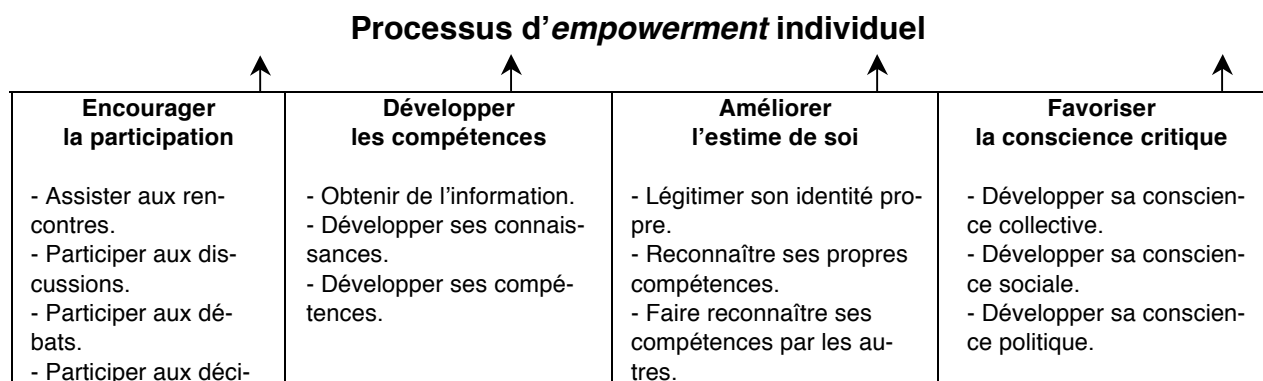 Processus d'empowerment individuel
Encourager
la participation
- Assister aux ren-
contres.
- Participer aux dis-
cussions.
- Participer aux dé-
bats.
- Participer aux déci-
Développer
les compétences
- Obtenir de l'information.
- Développer ses connais-
sances.
- Développer ses compé-
tences.
Améliorer
l'estime de soi
- Légitimer son identité pro-
pre.
- Reconnaître ses propres
compétences.
- Faire reconnaître ses
compétences par les au-
tres.
Favoriser
la conscience critique
- Développer sa conscien-
ce collective.
- Développer sa conscien-
ce sociale.
- Développer sa conscien-
ce politique.